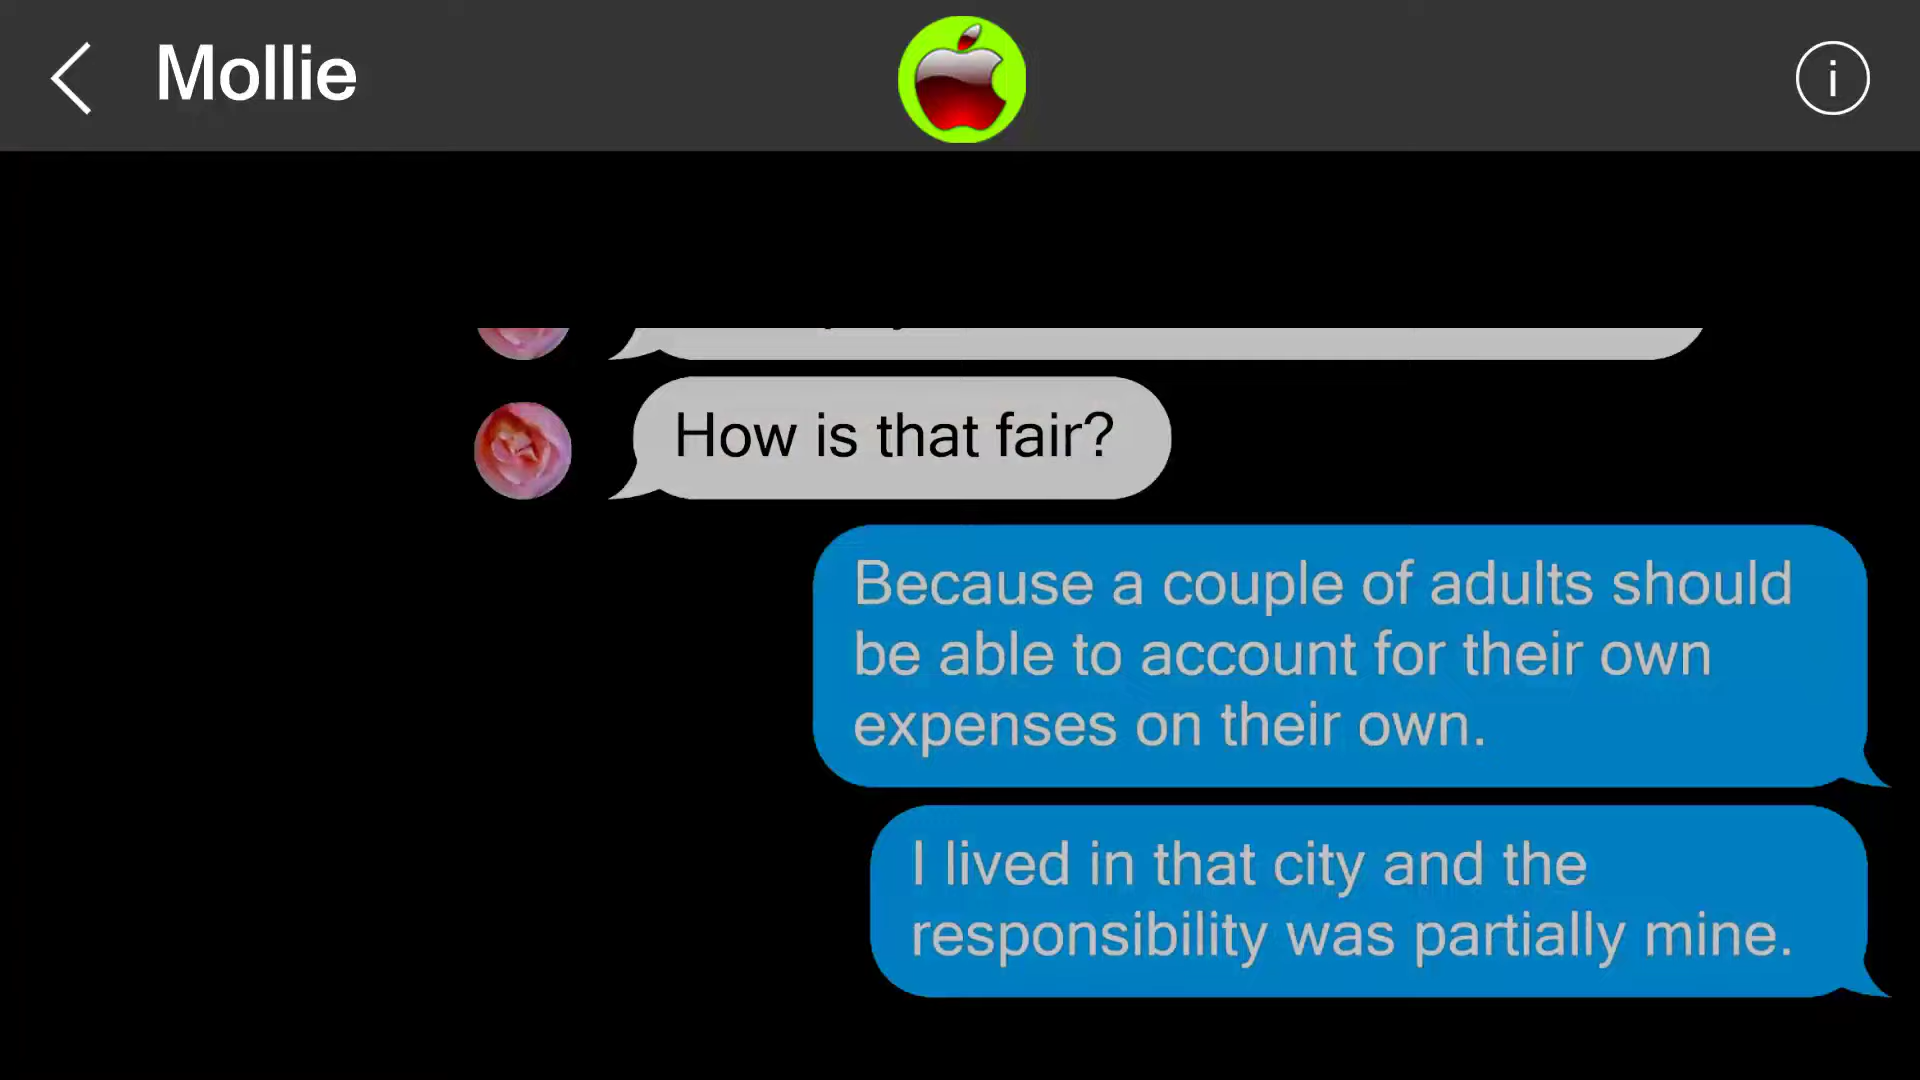 Mollie
How is that fair?
Because a couple of adults should
be able to account for their own
expenses on their own.
I lived in that city and the
responsibility was partially mine.